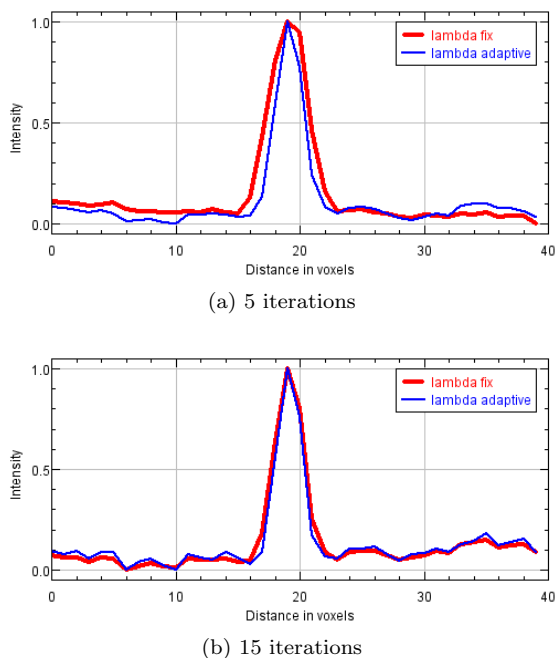 1.0
0.5
0.0
Intensity
lambda fix
lambda adaptive
0 10 20 30 40
Distance in voxels
(a) 5 iterations
1.0
0.5
0.0
Intensity
lambda fix
lambda adaptive
0 10 20 30 40
Distance in voxels
(b) 15 iterations